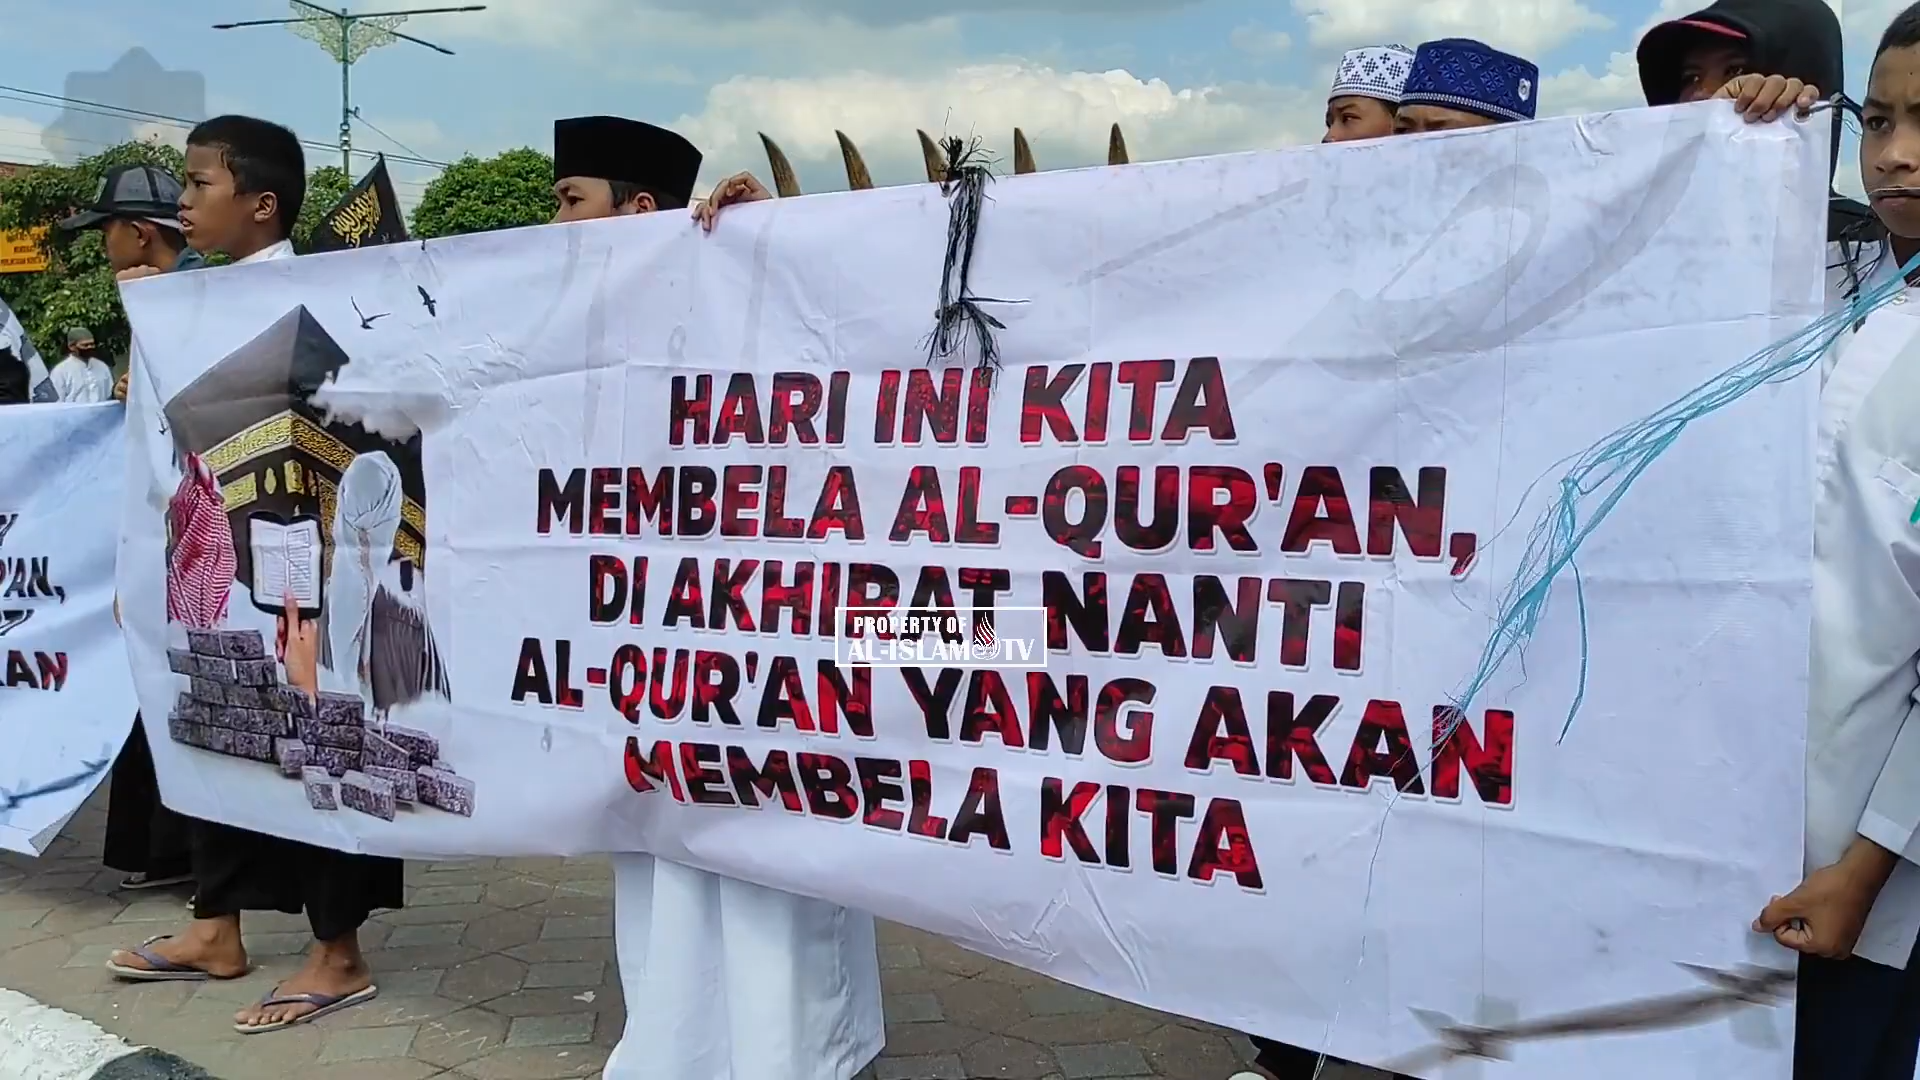 HARI INI KITA
MEMBELA AL-QUR'AN,
DI AKHIRAT NANTI
AL-QUR'AN YANG AKAN
MEMBELA KITA
PROPERTY OF
AL-ISLAM TV